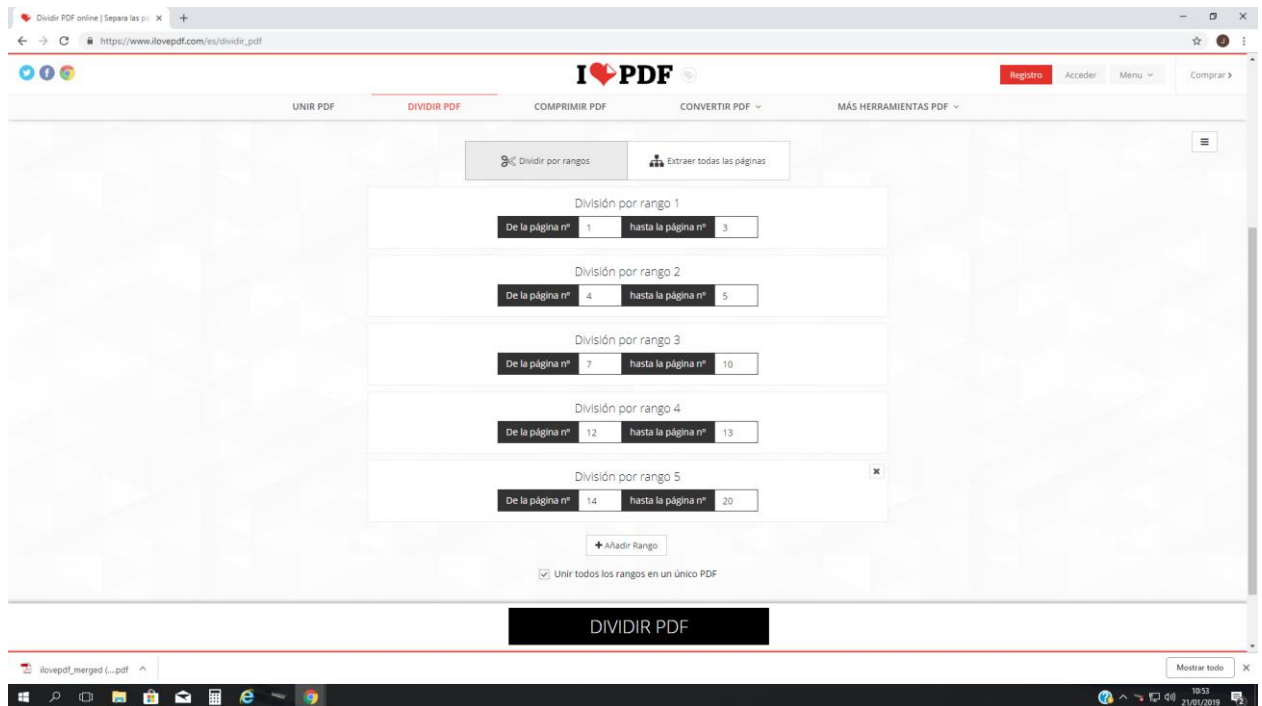 Dividir PDF online | Separa las pá
https://www.ilovepdf.com/es/dividir_pdf
J
I PDF
Registro Acceder Menu Comprar
UNIR PDF DIVIDIR PDF COMPRIMIR PDF CONVERTIR PDF MÁS HERRAMIENTAS PDF
Dividir por rangos Extraer todas las páginas
División por rango 1
De la página nº 1 hasta la página nº 3
División por rango 2
De la página nº 4 hasta la página nº 5
División por rango 3
De la página nº 7 hasta la página nº 10
División por rango 4
De la página nº 12 hasta la página nº 13
División por rango 5
De la página nº 14 hasta la página nº 20
Añadir Rango
Unir todos los rangos en un único PDF
DIVIDIR PDF
ilovepdf_merged (....pdf
Mostrar todo
10:53
21/01/2019
2